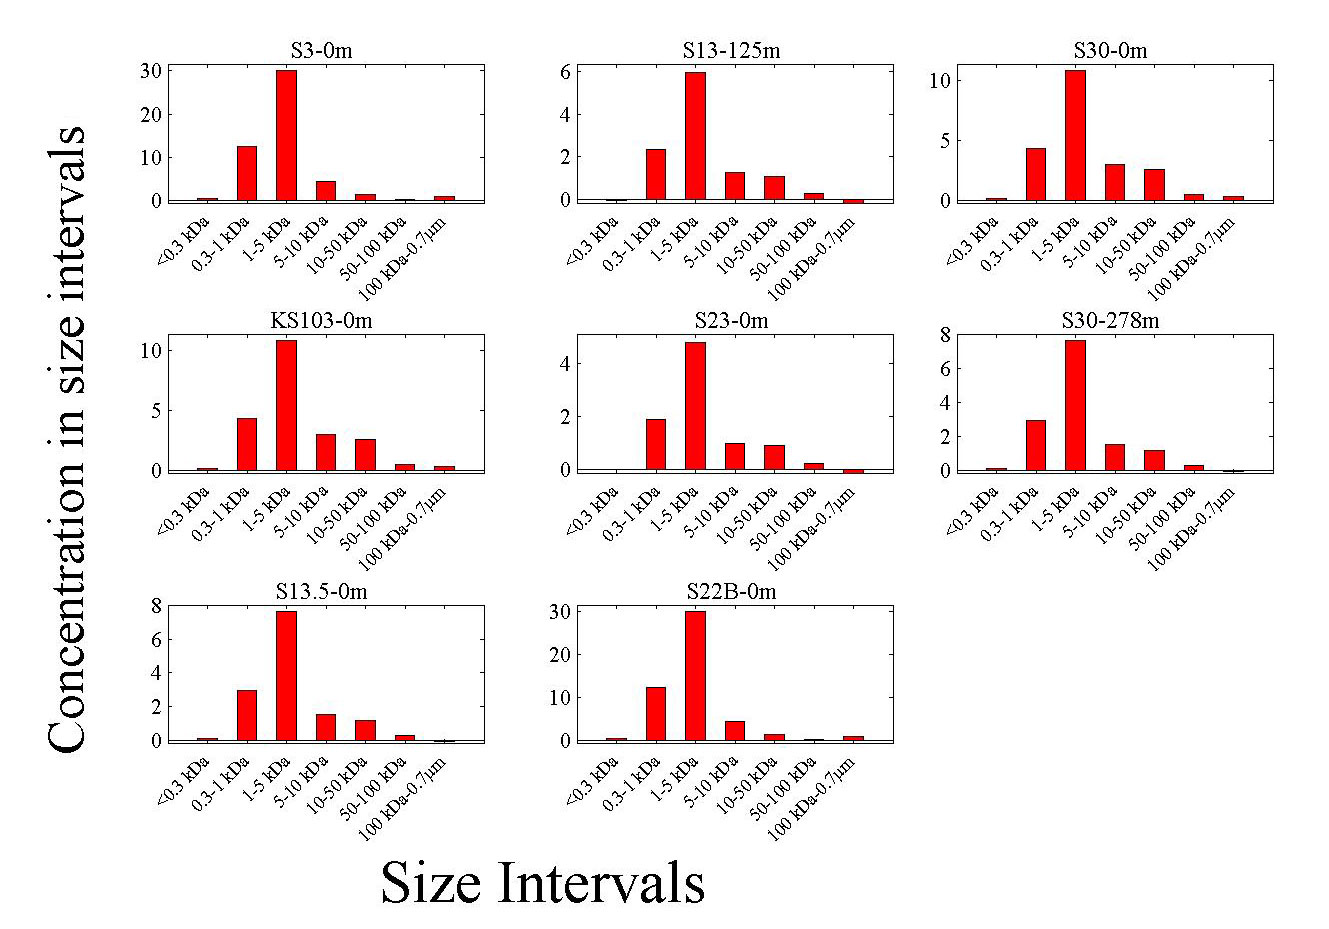 S3-0m
30
20
10
0
<0.3 kDa
0.3-1 kDa
1-5 kDa
5-10 kDa
10-50 kDa
50-100 kDa
100 kDa-0.7μm
S13-125m
6
4
2
0
<0.3 kDa
0.3-1 kDa
1-5 kDa
5-10 kDa
10-50 kDa
50-100 kDa
100 kDa-0.7μm
S30-0m
10
5
0
<0.3 kDa
0.3-1 kDa
1-5 kDa
5-10 kDa
10-50 kDa
50-100 kDa
100 kDa-0.7μm
Concentration in size intervals
KS103-0m
10
5
0
<0.3 kDa
0.3-1 kDa
1-5 kDa
5-10 kDa
10-50 kDa
50-100 kDa
100 kDa-0.7μm
S23-0m
4
2
0
<0.3 kDa
0.3-1 kDa
1-5 kDa
5-10 kDa
10-50 kDa
50-100 kDa
100 kDa-0.7μm
S30-278m
8
6
4
2
0
<0.3 kDa
0.3-1 kDa
1-5 kDa
5-10 kDa
10-50 kDa
50-100 kDa
100 kDa-0.7μm
S13.5-0m
8
6
4
2
0
<0.3 kDa
0.3-1 kDa
1-5 kDa
5-10 kDa
10-50 kDa
50-100 kDa
100 kDa-0.7μm
S22B-0m
30
20
10
0
<0.3 kDa
0.3-1 kDa
1-5 kDa
5-10 kDa
10-50 kDa
50-100 kDa
100 kDa-0.7μm
Size Intervals